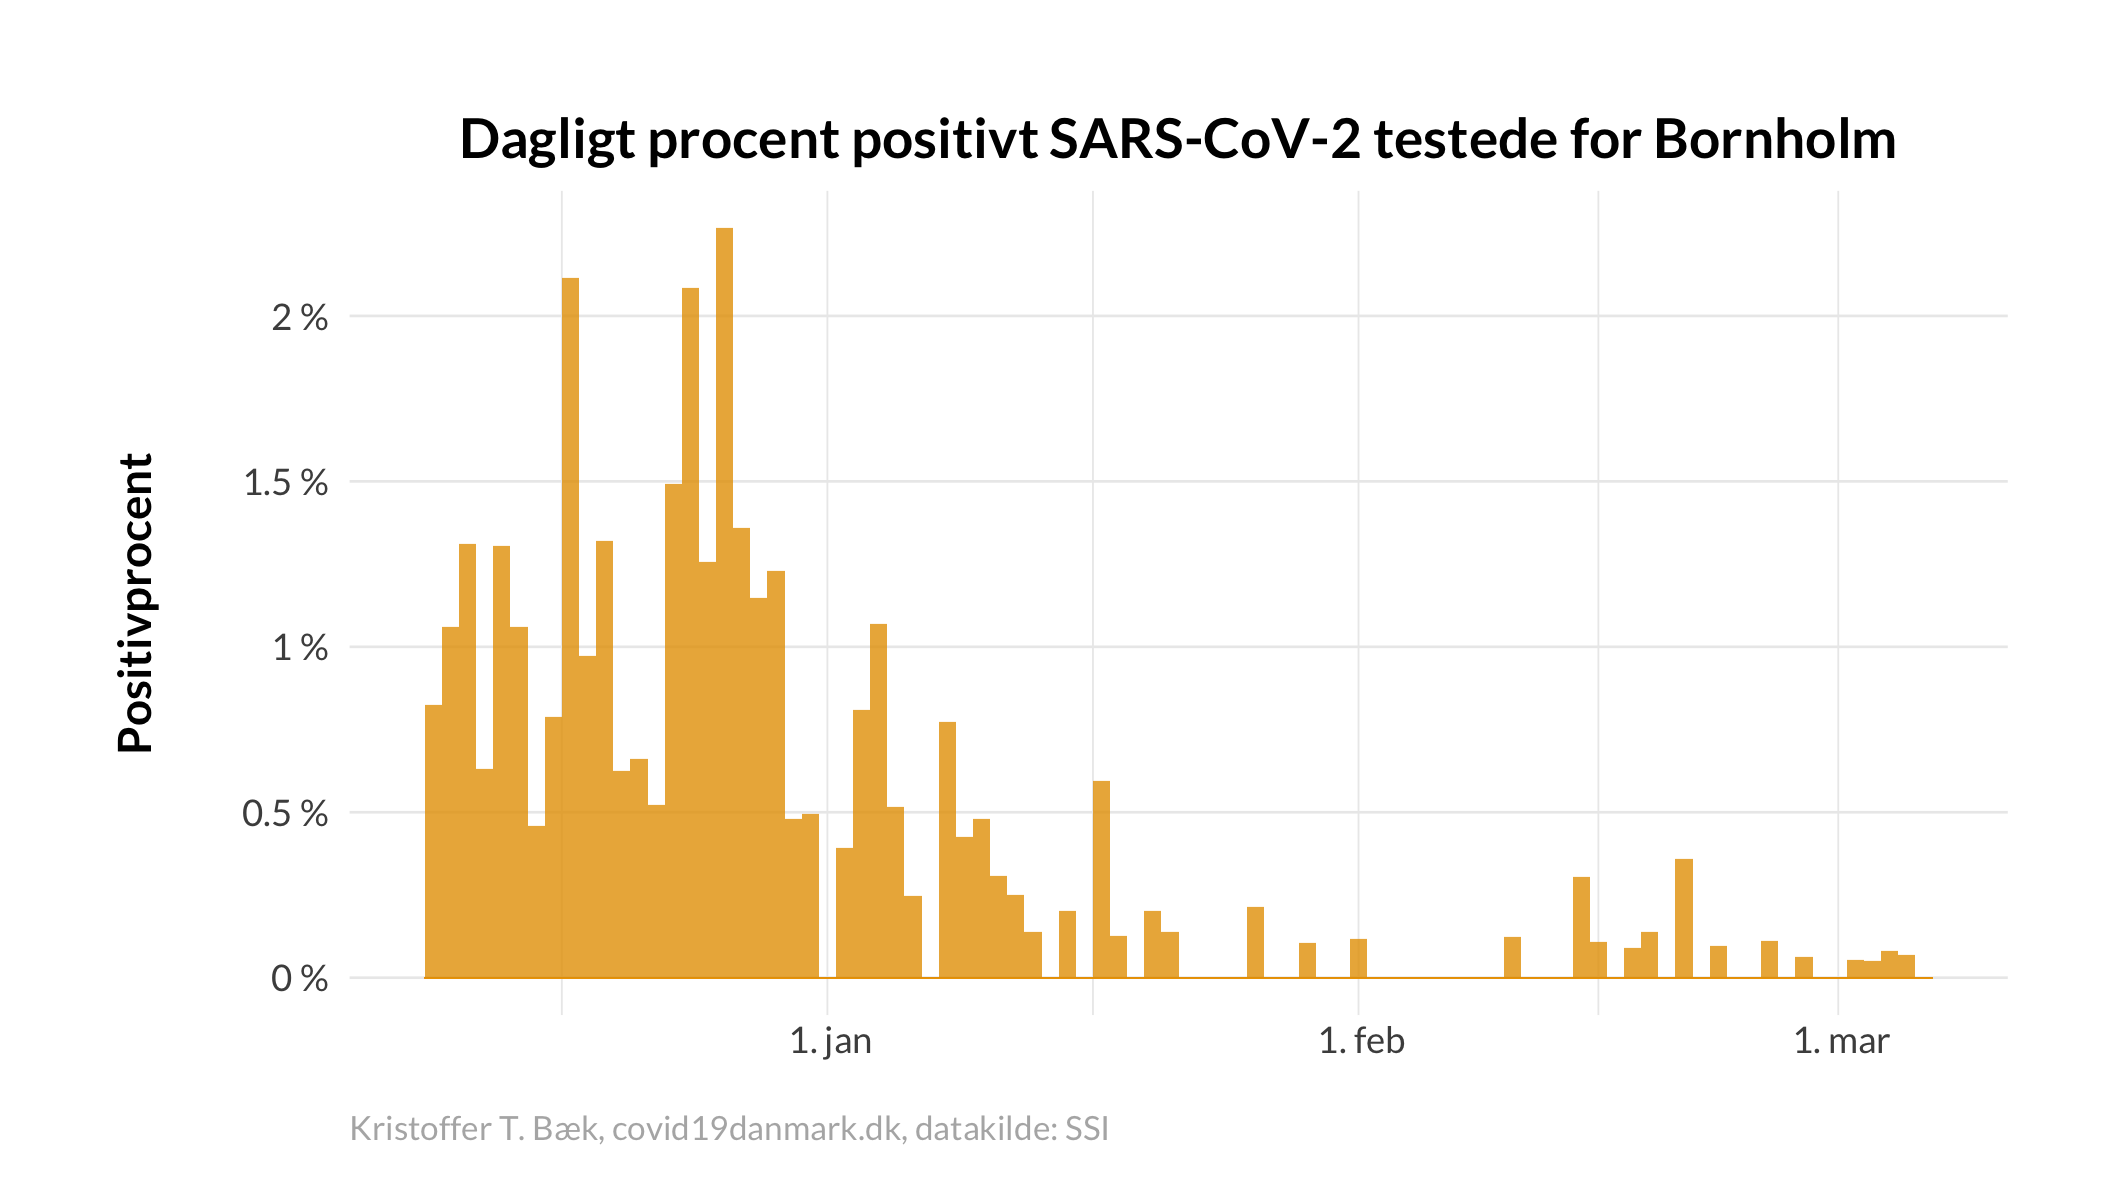 Dagligt procent positivt SARS-CoV-2 testede for Bornholm
Positivprocent
2 %
1.5 %
1 %
0.5 %
0 %
1. jan
1. feb
1. mar
Kristoffer T. Bæk, covid19danmark.dk, datakilde: SSI